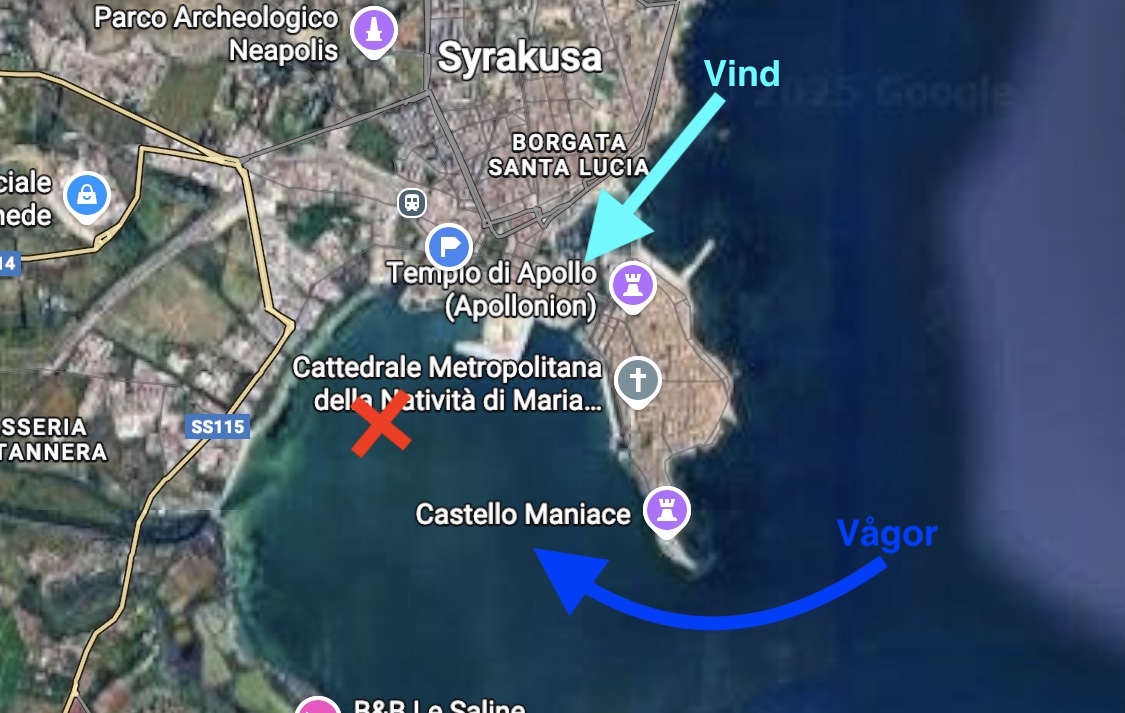 Parco Archeologico
Neapolis
Syrakusa
Vind
2025 Google
BORGATA
SANTA LUCIA
ciale
nede
14
Tempio di Apollo
(Apollonion)
Cattedrale Metropolitana
della Natività di Maria...
SS115
SSERIA
TANNERA
Castello Maniace
Vågor
B&B Le Saline